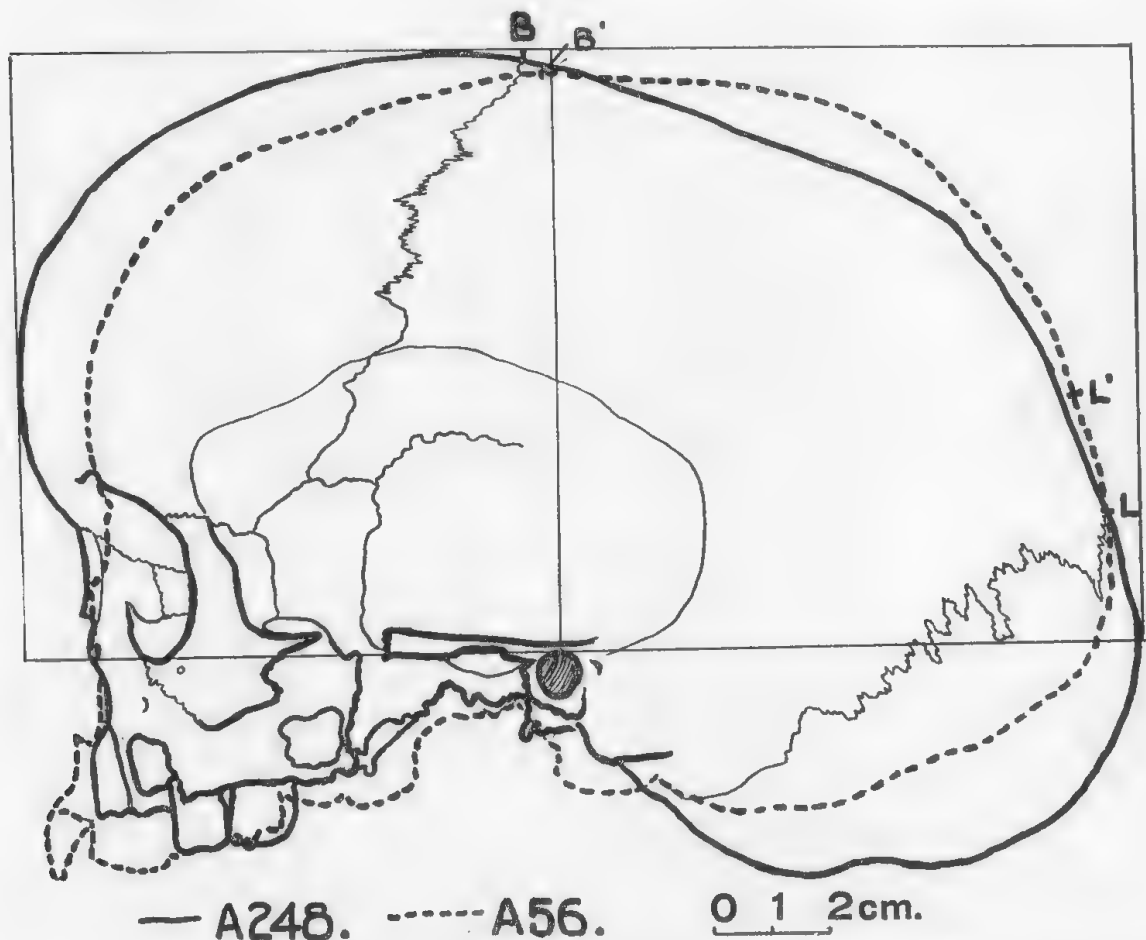 B B'
L'
L
— A248. ----- A56. 0 1 2cm.